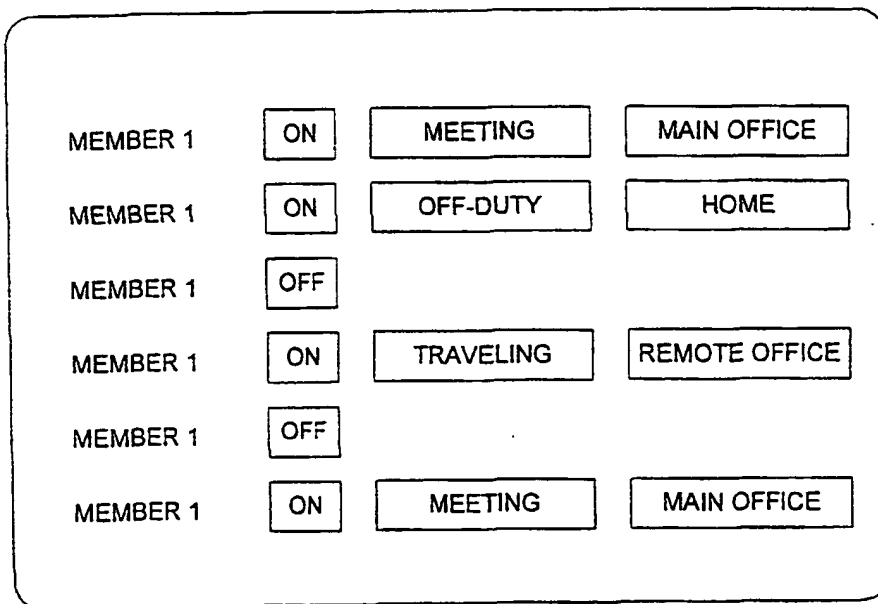 MEMBER 1 ON MEETING MAIN OFFICE
MEMBER 1 ON OFF-DUTY HOME
MEMBER 1 OFF
MEMBER 1 ON TRAVELING REMOTE OFFICE
MEMBER 1 OFF
MEMBER 1 ON MEETING MAIN OFFICE